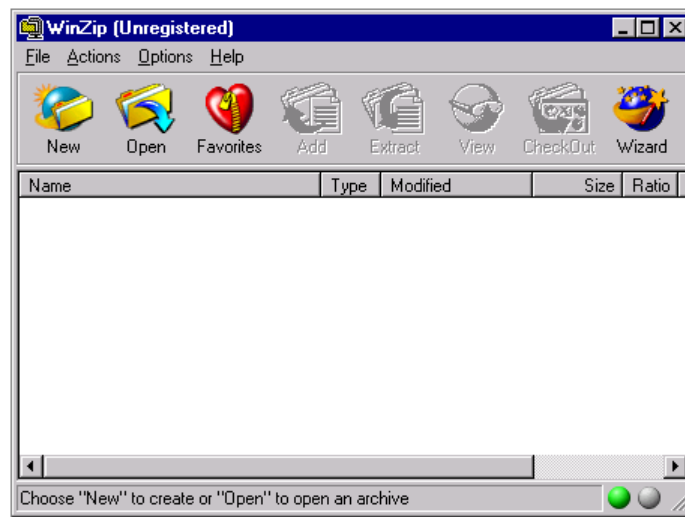 WinZip (Unregistered)
File Actions Options Help
New Open Favorites Add Extract View CheckOut Wizard
Name Type Modified Size Ratio
Choose "New" to create or "Open" to open an archive